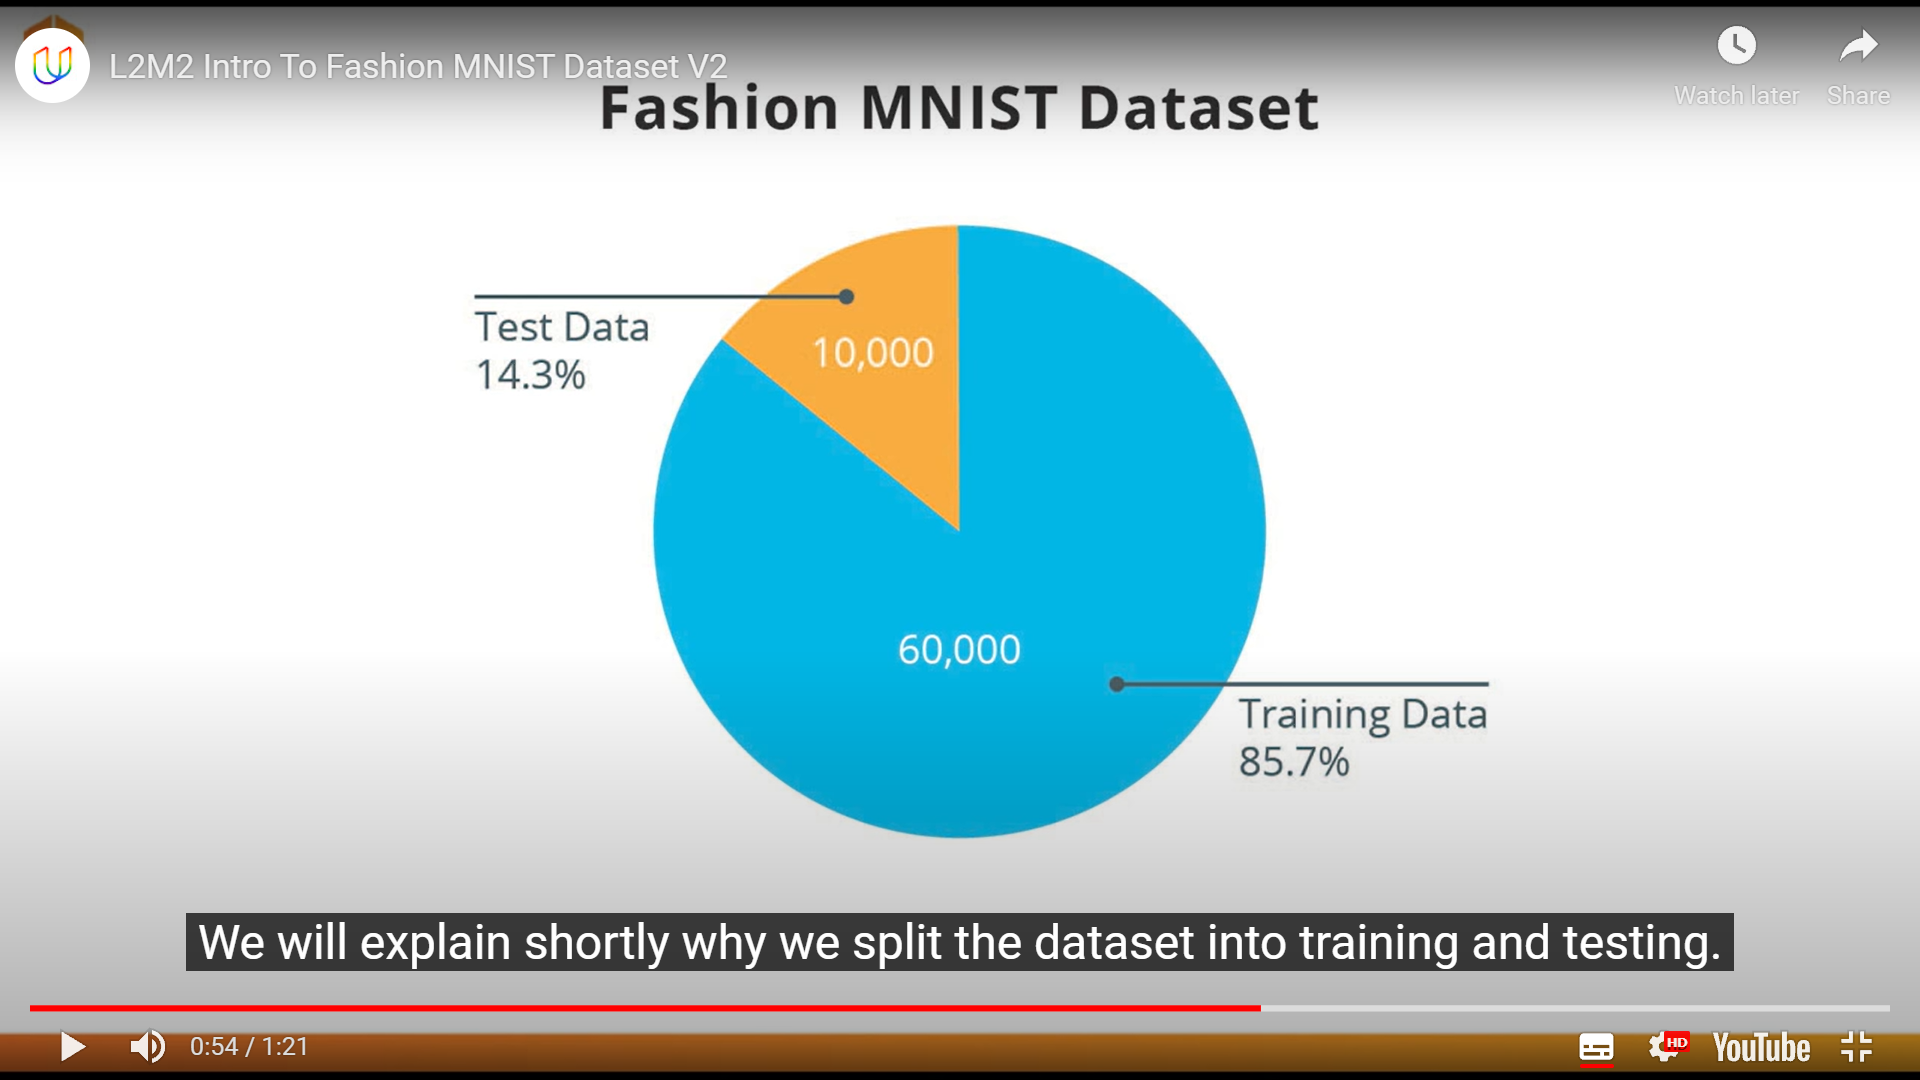 L2M2 Intro To Fashion MNIST Dataset V2
Watch later
Share
Fashion MNIST Dataset
Test Data
14.3%
10,000
60,000
Training Data
85.7%
We will explain shortly why we split the dataset into training and testing.
0:54 / 1:21
HD
YouTube